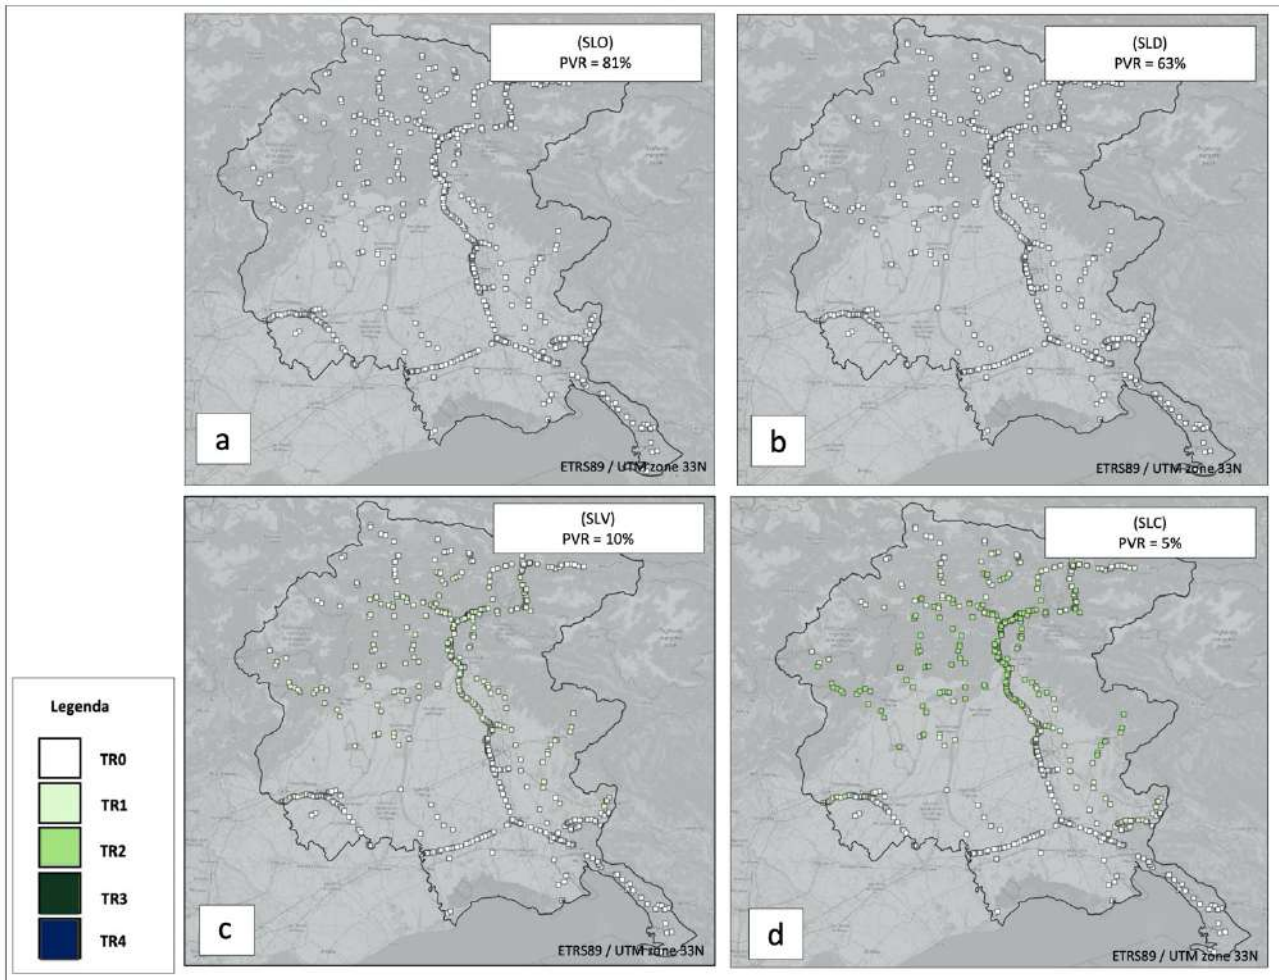 (SLO)
PVR = 81%
a
ETRS89 / UTM zone 33N
(SLD)
PVR = 63%
b
ETRS89 / UTM zone 33N
(SLV)
PVR = 10%
c
ETRS89 / UTM zone 33N
(SLC)
PVR = 5%
d
ETRS89 / UTM zone 33N
Legenda
TR0
TR1
TR2
TR3
TR4